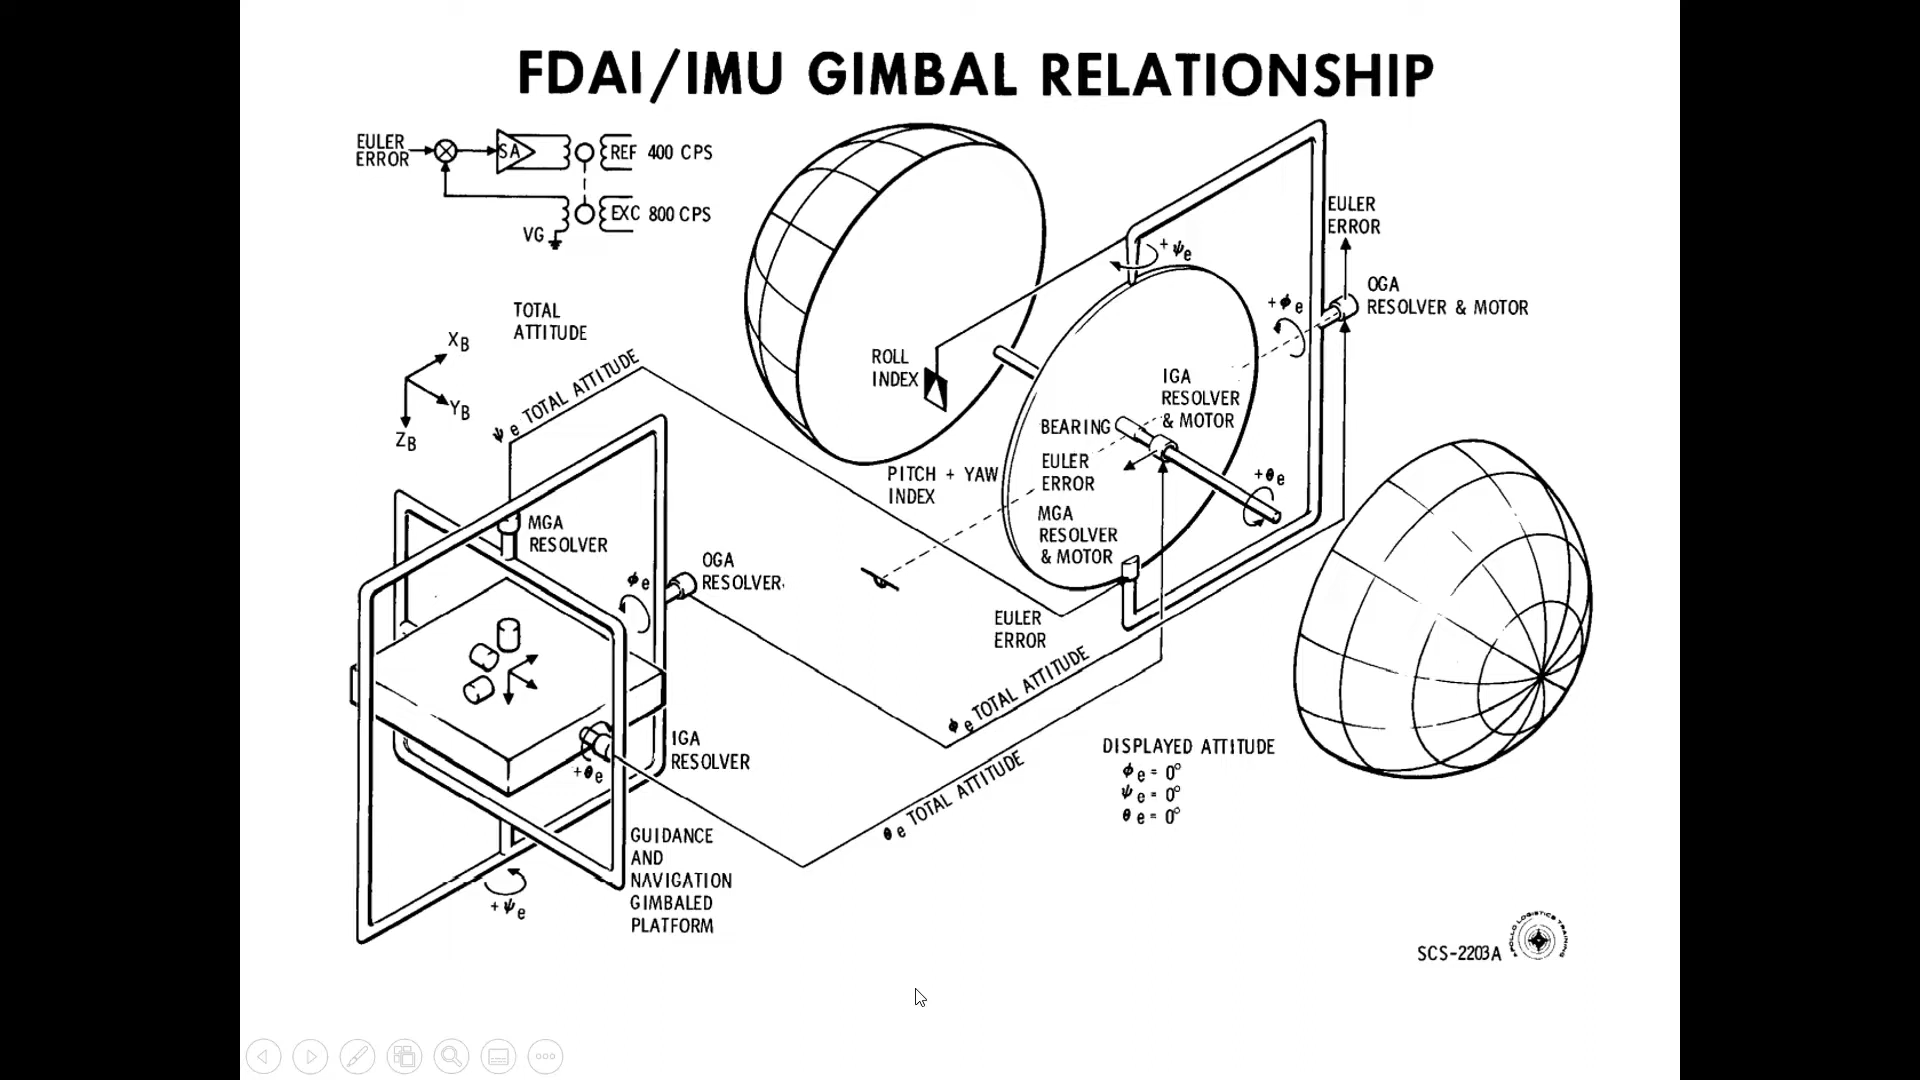 FDAI/IMU GIMBAL RELATIONSHIP
EULER
ERROR
SA
REF 400 CPS
EXC 800 CPS
VG
TOTAL
ATTITUDE
XB
YB
ZB
ψe TOTAL ATTITUDE
ROLL
INDEX
PITCH + YAW
INDEX
+ψe
+ϕe
EULER
ERROR
OGA
RESOLVER & MOTOR
IGA
RESOLVER
& MOTOR
BEARING
EULER
ERROR
+θe
MGA
RESOLVER
& MOTOR
EULER
ERROR
MGA
RESOLVER
OGA
RESOLVER
ϕe
IGA
RESOLVER
+θe
+ψe
GUIDANCE
AND
NAVIGATION
GIMBALED
PLATFORM
ϕe TOTAL ATTITUDE
θe TOTAL ATTITUDE
DISPLAYED ATTITUDE
ϕe = 0°
ψe = 0°
θe = 0°
SCS-2203A
APOLLO LOGISTICS TRAINING